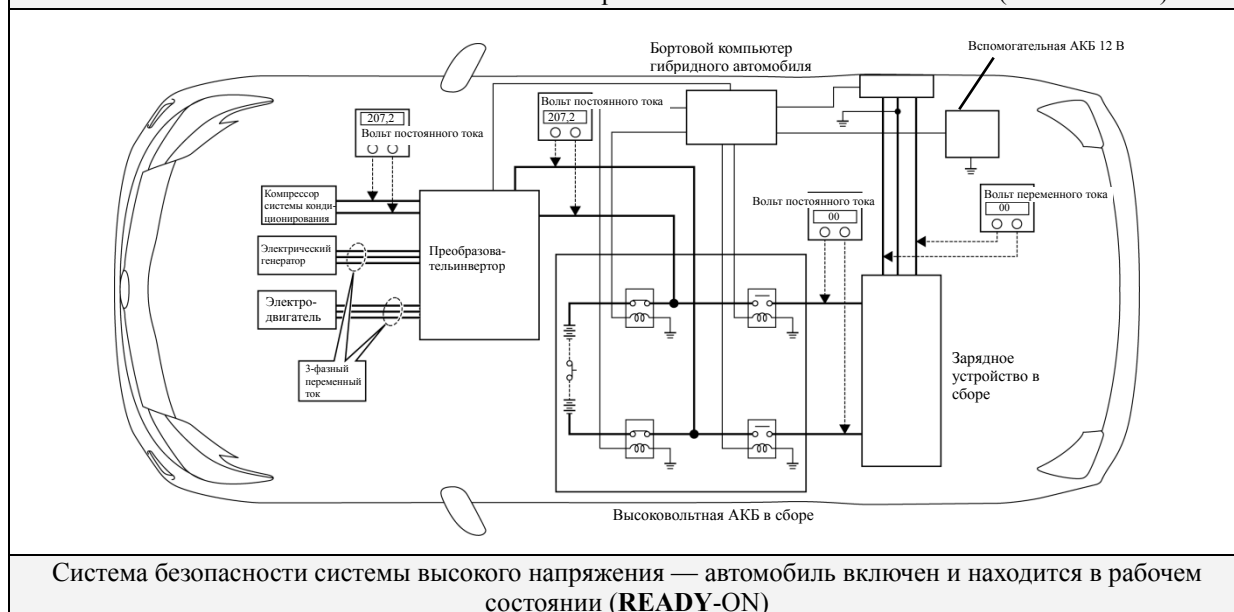 Бортовой компьютер
гибридного автомобиля
Вспомогательная АКБ 12 В
207,2
Вольт постоянного тока
Вольт постоянного тока
207,2
Компрессор
системы конди-
ционирования
Электрический
генератор
Электро-
двигатель
3-фазный
переменный
ток
Преобразова-
тельинвертор
Вольт постоянного тока
00
Вольт переменного тока
00
Зарядное
устройство в
сборе
Высоковольтная АКБ в сборе
Система безопасности системы высокого напряжения — автомобиль включен и находится в рабочем
состоянии (READY-ON)